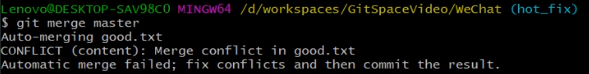 Lenovo@DESKTOP-SAV98C0 MINGW64 /d/workspaces/GitSpaceVideo/WeChat (hot_fix)
$ git merge master
Auto-merging good.txt
CONFLICT (content): Merge conflict in good.txt
Automatic merge failed; fix conflicts and then commit the result.